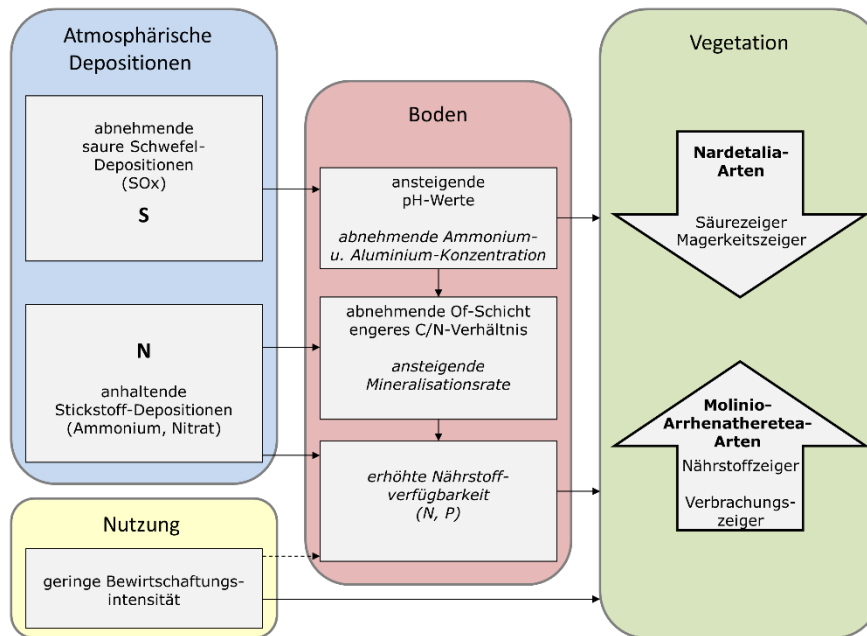 Atmosphärische
Depositionen
abnehmende
saure Schwefel-
Depositionen
(SOx)
S
N
anhaltende
Stickstoff-Depositionen
(Ammonium, Nitrat)
Nutzung
geringe Bewirtschaftungs-
intensität
Boden
ansteigende
pH-Werte
abnehmende Ammonium-
u. Aluminium-Konzentration
abnehmende Of-Schicht
engeres C/N-Verhältnis
ansteigende
Mineralisationsrate
erhöhte Nährstoff-
verfügbarkeit
(N, P)
Vegetation
Nardetalia-
Arten
Säurezeiger
Magerkeitszeiger
Molinio-
Arrhenatheretea-
Arten
Nährstoffzeiger
Verbrachungs-
zeiger